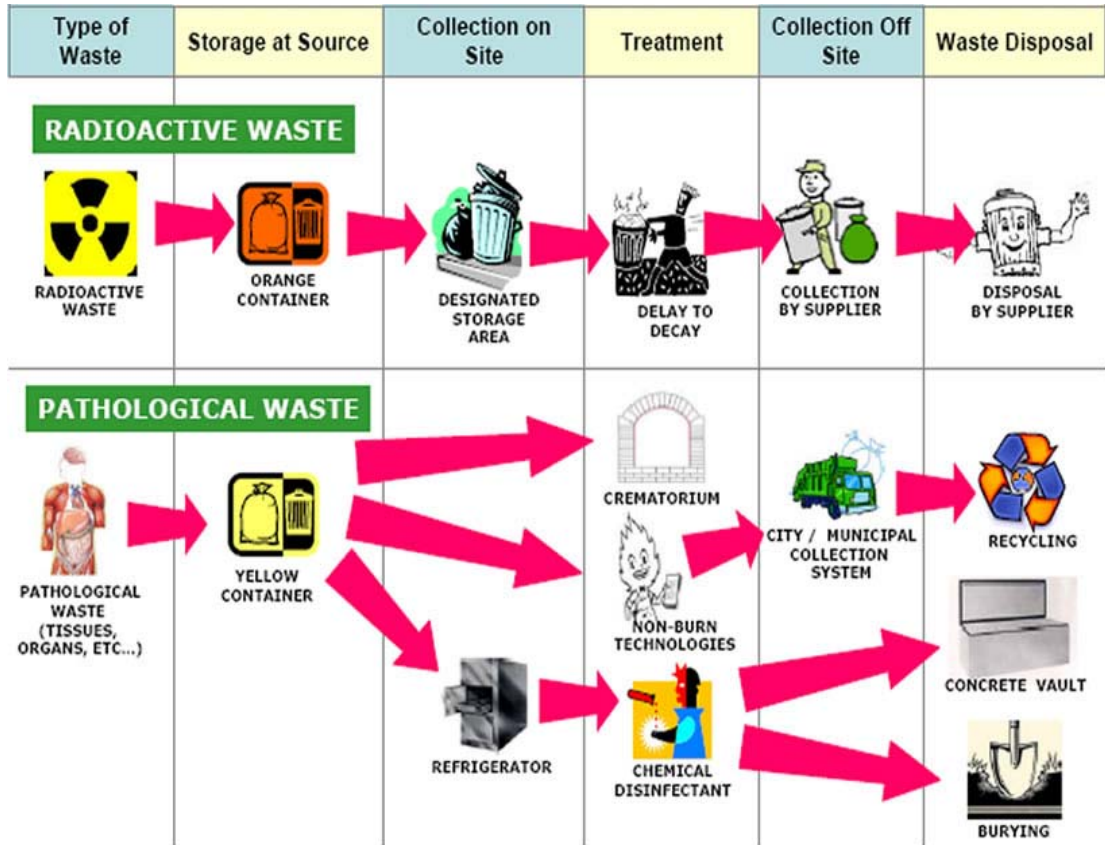 Type of
Waste
Storage at Source
Collection on
Site
Treatment
Collection Off
Site
Waste Disposal
RADIOACTIVE WASTE
RADIOACTIVE
WASTE
ORANGE
CONTAINER
DESIGNATED
STORAGE
AREA
DELAY TO
DECAY
COLLECTION
BY SUPPLIER
DISPOSAL
BY SUPPLIER
PATHOLOGICAL WASTE
PATHOLOGICAL
WASTE
(TISSUES,
ORGANS, ETC...)
YELLOW
CONTAINER
REFRIGERATOR
CREMATORIUM
NON-BURN
TECHNOLOGIES
CHEMICAL
DISINFECTANT
CITY / MUNICIPAL
COLLECTION
SYSTEM
RECYCLING
CONCRETE VAULT
BURYING